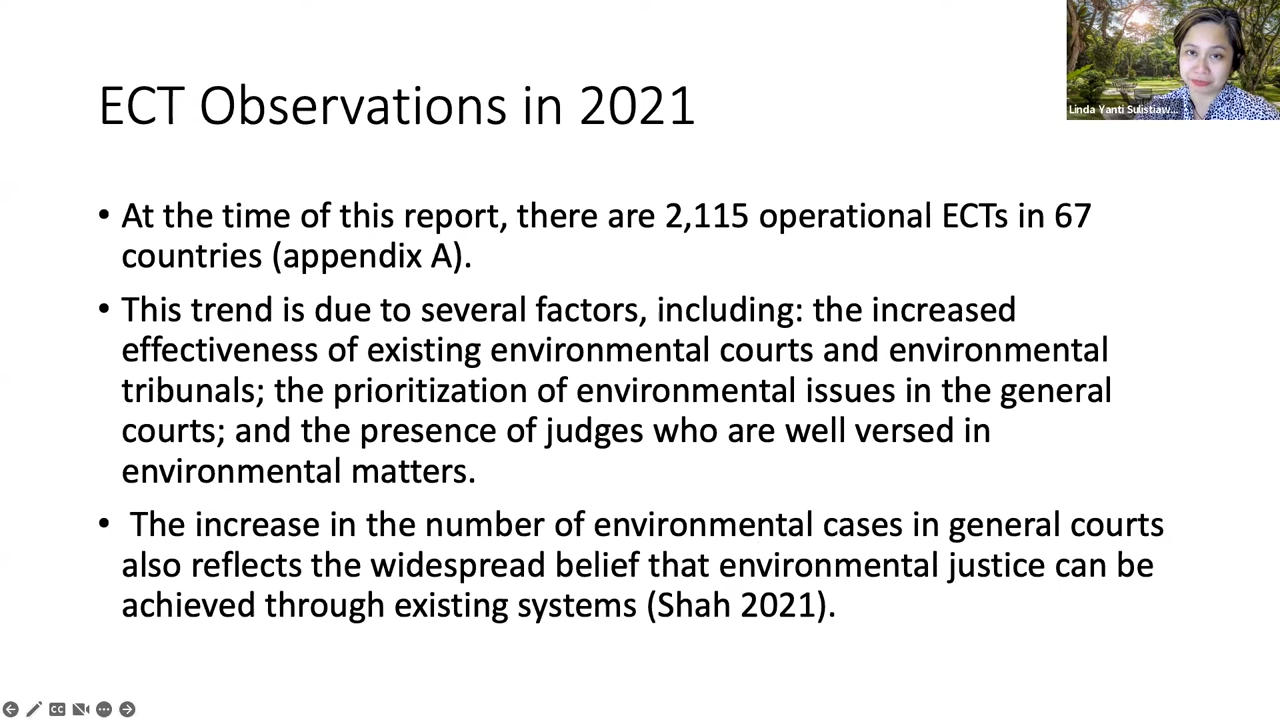 ECT Observations in 2021
Linda Yanti Sulistiaw...
• At the time of this report, there are 2,115 operational ECTs in 67
countries (appendix A).
• This trend is due to several factors, including: the increased
effectiveness of existing environmental courts and environmental
tribunals; the prioritization of environmental issues in the general
courts; and the presence of judges who are well versed in
environmental matters.
• The increase in the number of environmental cases in general courts
also reflects the widespread belief that environmental justice can be
achieved through existing systems (Shah 2021).
CC